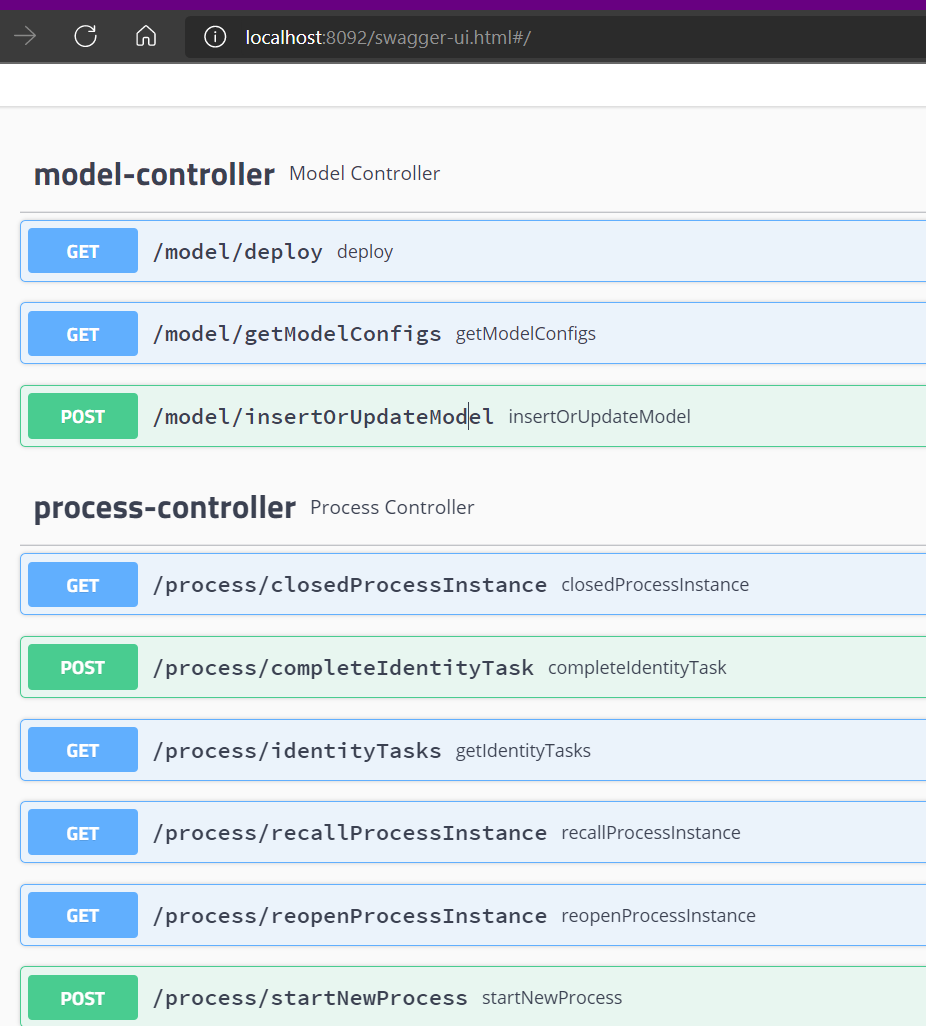 localhost:8092/swagger-ui.html#/
model-controller Model Controller
GET /model/deploy deploy
GET /model/getModelConfigs getModelConfigs
POST /model/insertOrUpdateModel insertOrUpdateModel
process-controller Process Controller
GET /process/closedProcessInstance closedProcessInstance
POST /process/completeIdentityTask completeIdentityTask
GET /process/identityTasks getIdentityTasks
GET /process/recallProcessInstance recallProcessInstance
GET /process/reopenProcessInstance reopenProcessInstance
POST /process/startNewProcess startNewProcess